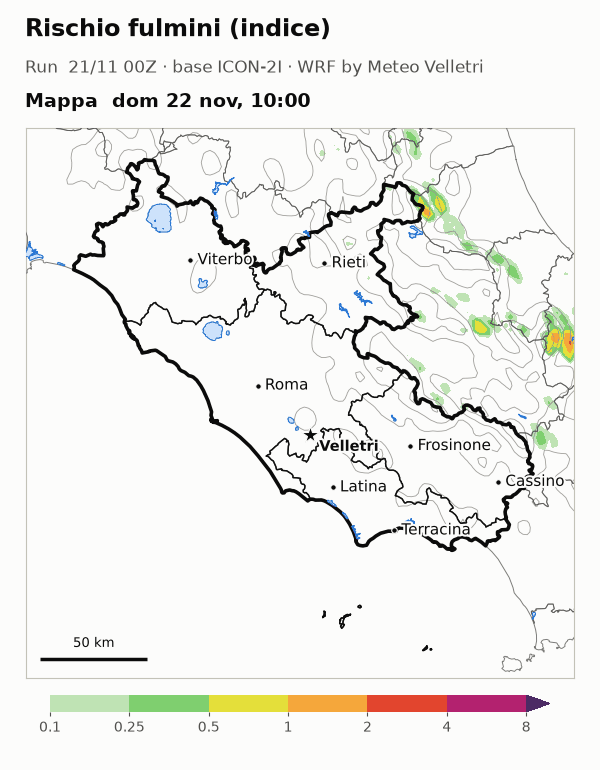 Rischio fulmini (indice)
Run  21/11 00Z · base ICON-2I · WRF by Meteo Velletri
Mappa  dom 22 nov, 10:00
Viterbo
Rieti
Roma
Velletri
Frosinone
Cassino
Latina
Terracina
50 km
0.1 0.25 0.5 1 2 4 8